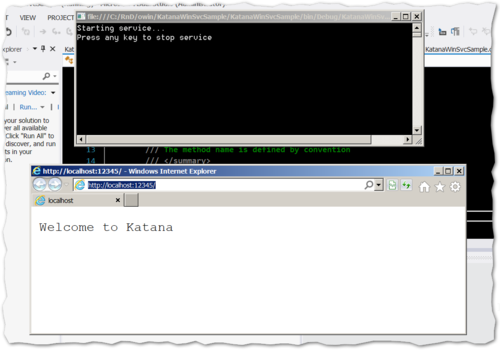 T VIEW PROJECT
file:///C:/RnD/owin/KatanaWinSvcSample/KatanaWinSvcSample/bin/Debug/KatanaWinSvc
Starting service...
Press any key to stop service
xplorer
Kat
KatanaWinSvcSample.c
eaming Video:
l | Run...
your solution to
ver all available
Click "Run All" to
discover, and run
ts in your
n.
13 /// The method name is defined by convention
14 /// </summary>
http://localhost:12345/ - Windows Internet Explorer
http://localhost:12345/
localhost
Welcome to Katana